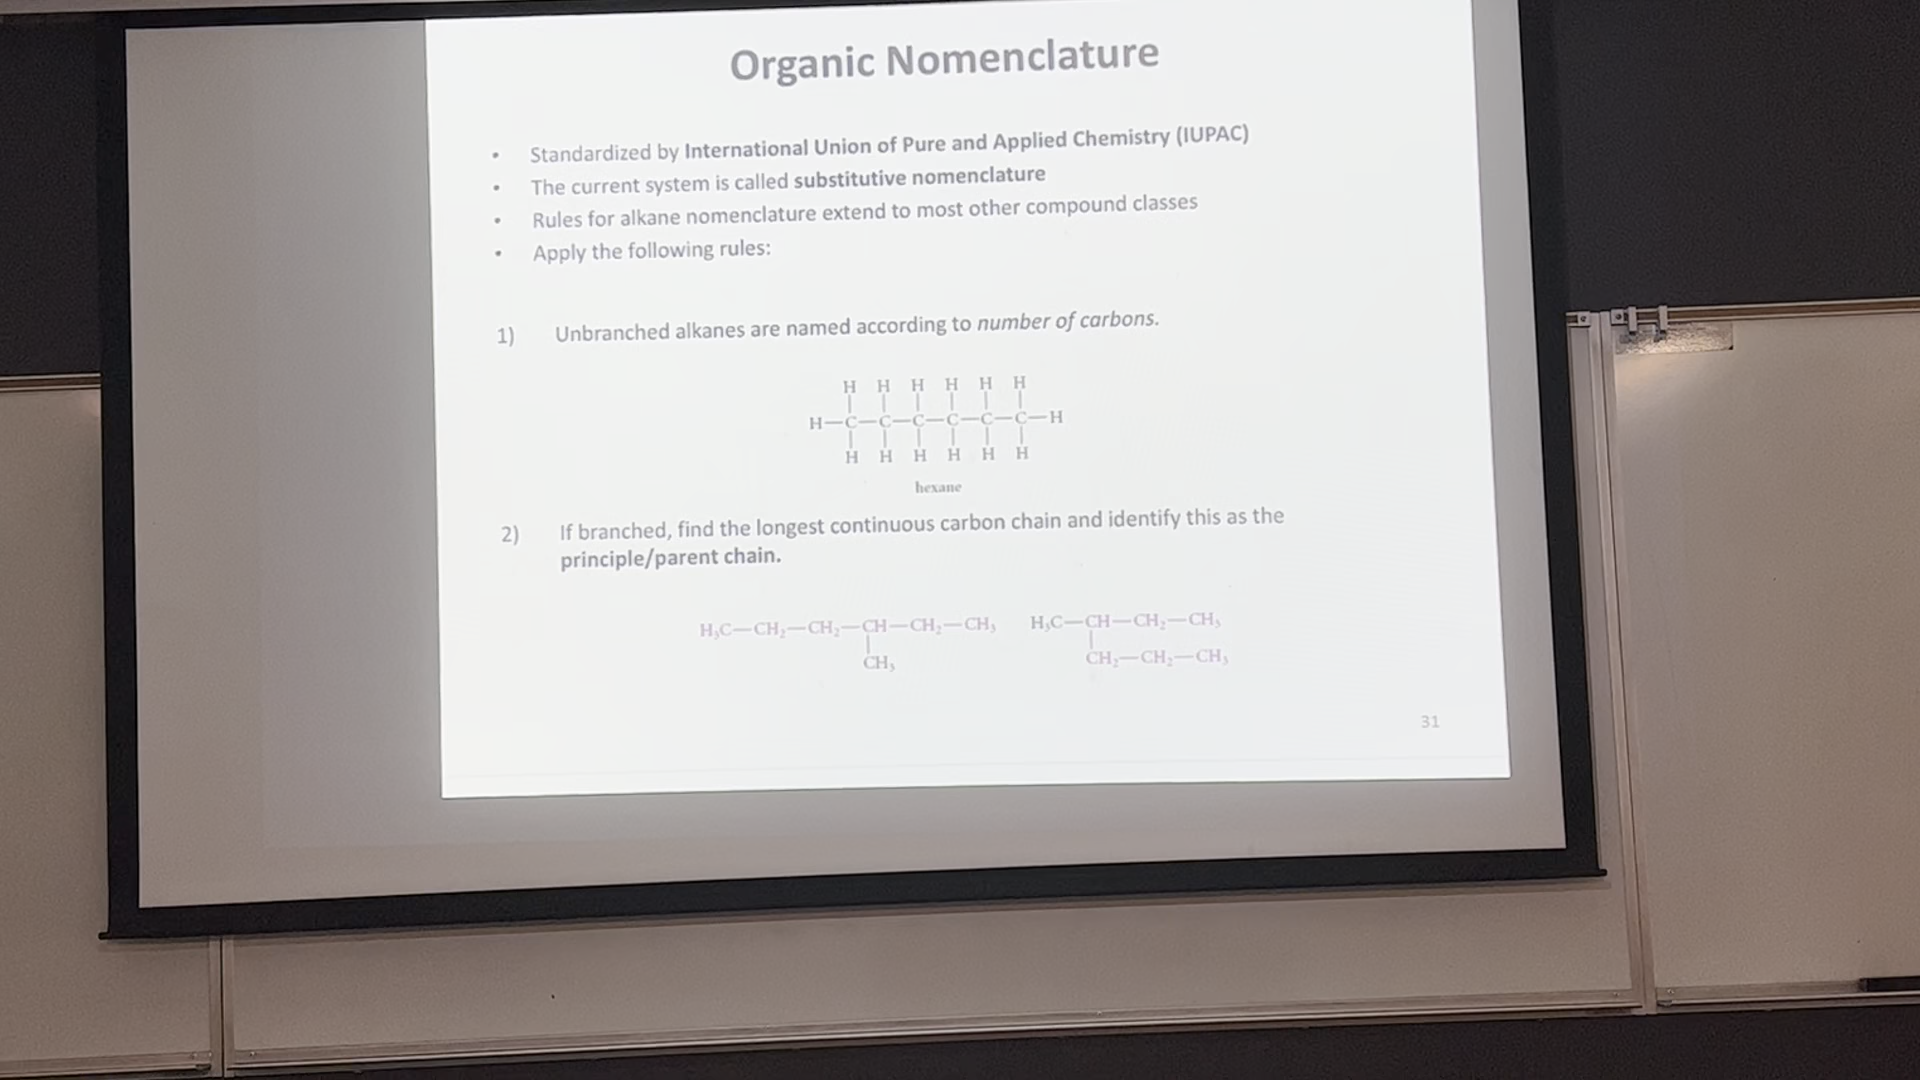 Organic Nomenclature
• Standardized by International Union of Pure and Applied Chemistry (IUPAC)
• The current system is called substitutive nomenclature
• Rules for alkane nomenclature extend to most other compound classes
• Apply the following rules:
1) Unbranched alkanes are named according to number of carbons.
H H H H H H
H—C—C—C—C—C—C—H
H H H H H H
hexane
2) If branched, find the longest continuous carbon chain and identify this as the
principle/parent chain.
H₃C—CH₂—CH₂—CH—CH₂—CH₃ H₃C—CH—CH₂—CH₃
CH₃ CH₂—CH₂—CH₃
31